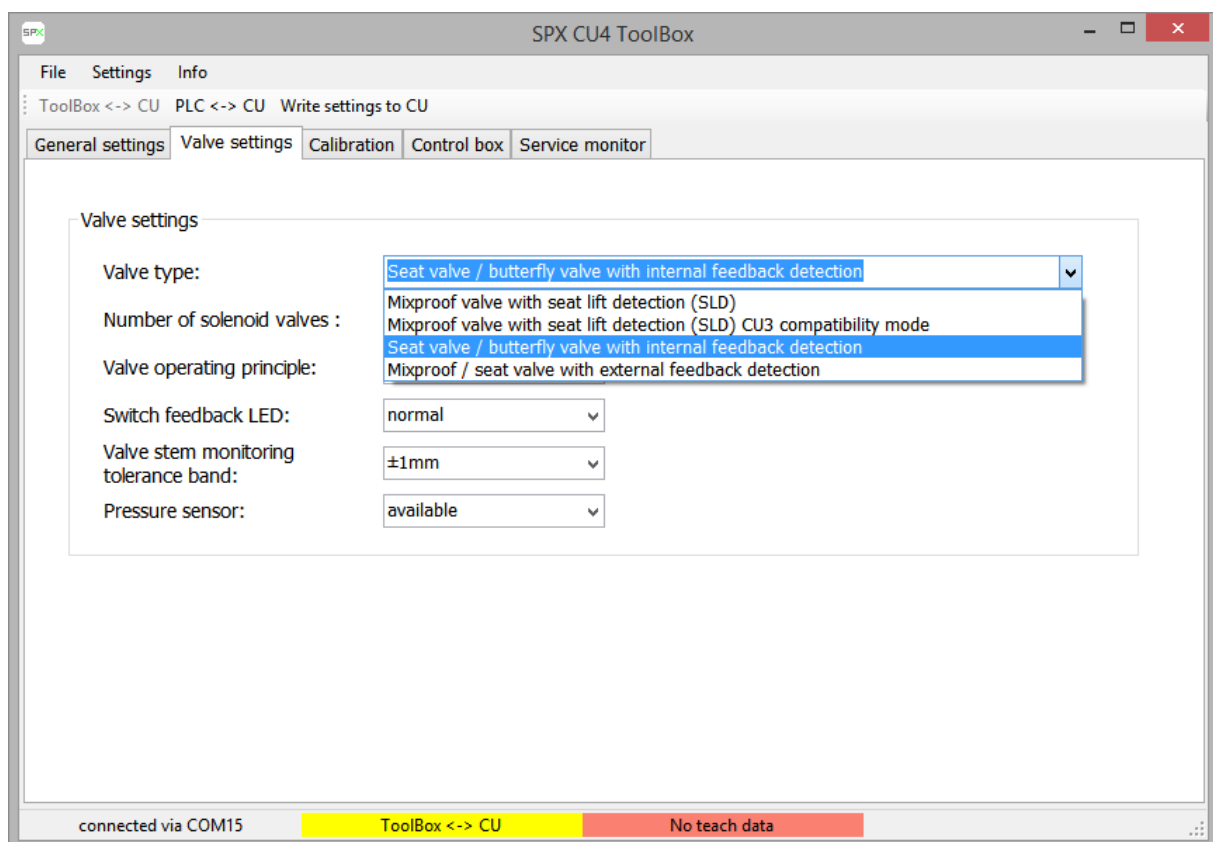 SPX
SPX CU4 ToolBox
File Settings Info
ToolBox <-> CU PLC <-> CU Write settings to CU
General settings Valve settings Calibration Control box Service monitor
Valve settings
Valve type: Seat valve / butterfly valve with internal feedback detection
Mixproof valve with seat lift detection (SLD)
Number of solenoid valves : Mixproof valve with seat lift detection (SLD) CU3 compatibility mode
Seat valve / butterfly valve with internal feedback detection
Valve operating principle: Mixproof / seat valve with external feedback detection
Switch feedback LED: normal
Valve stem monitoring
tolerance band: ±1mm
Pressure sensor: available
connected via COM15 ToolBox <-> CU No teach data